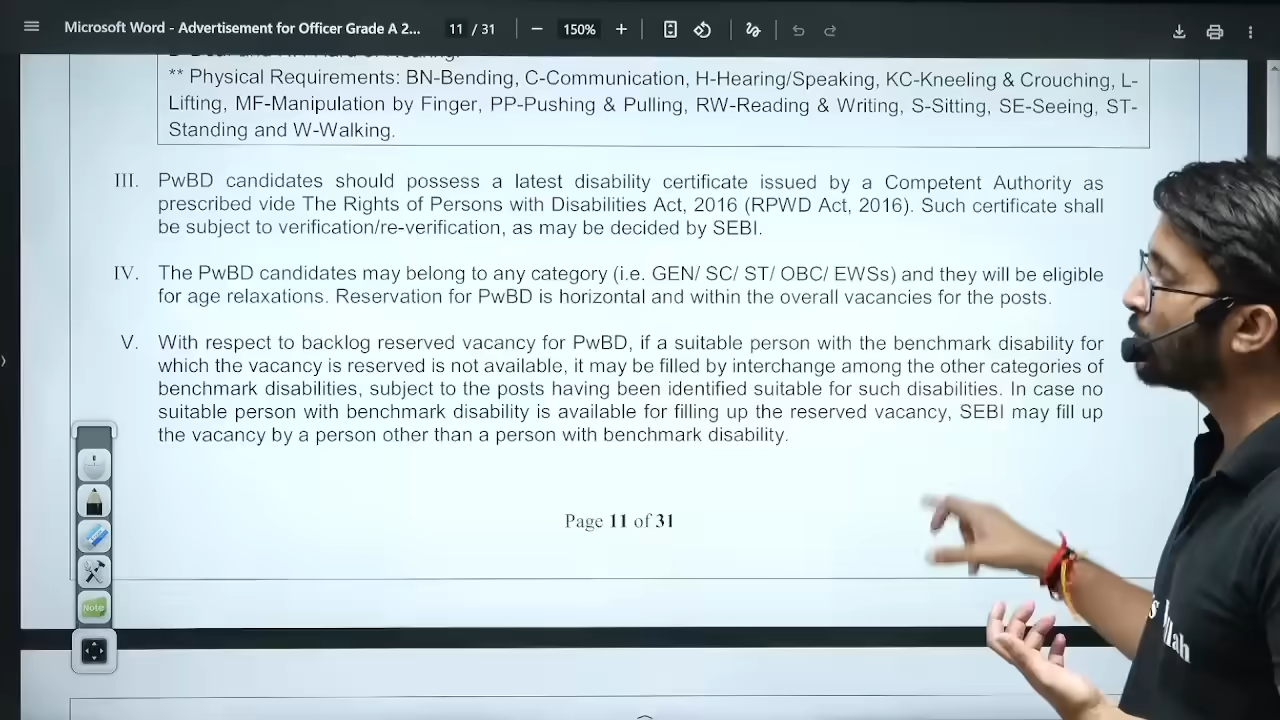 Microsoft Word - Advertisement for Officer Grade A 2...
11 / 31
150%
** Physical Requirements: BN-Bending, C-Communication, H-Hearing/Speaking, KC-Kneeling & Crouching, L-
Lifting, MF-Manipulation by Finger, PP-Pushing & Pulling, RW-Reading & Writing, S-Sitting, SE-Seeing, ST-
Standing and W-Walking.
III. PwBD candidates should possess a latest disability certificate issued by a Competent Authority as
prescribed vide The Rights of Persons with Disabilities Act, 2016 (RPWD Act, 2016). Such certificate shall
be subject to verification/re-verification, as may be decided by SEBI.
IV. The PwBD candidates may belong to any category (i.e. GEN/ SC/ ST/ OBC/ EWSs) and they will be eligible
for age relaxations. Reservation for PwBD is horizontal and within the overall vacancies for the posts.
V. With respect to backlog reserved vacancy for PwBD, if a suitable person with the benchmark disability for
which the vacancy is reserved is not available, it may be filled by interchange among the other categories of
benchmark disabilities, subject to the posts having been identified suitable for such disabilities. In case no
suitable person with benchmark disability is available for filling up the reserved vacancy, SEBI may fill up
the vacancy by a person other than a person with benchmark disability.
Page 11 of 31
Note